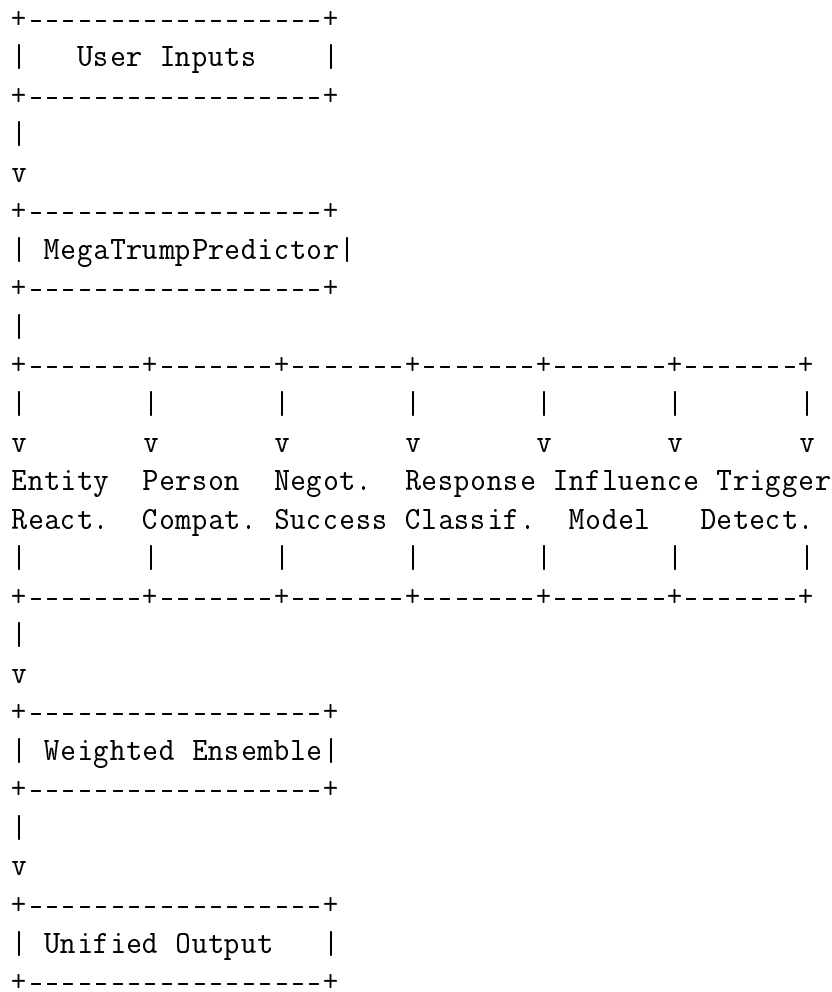 +------------------+
|   User Inputs    |
+------------------+
|
v
+------------------+
| MegaTrumpPredictor|
+------------------+
|
+-------+-------+-------+-------+-------+-------+
|       |       |       |       |       |       |
v       v       v       v       v       v       v
Entity  Person  Negot.  Response Influence Trigger
React.  Compat. Success Classif.  Model   Detect.
|       |       |       |       |       |       |
+-------+-------+-------+-------+-------+-------+
|
v
+------------------+
| Weighted Ensemble|
+------------------+
|
v
+------------------+
| Unified Output   |
+------------------+